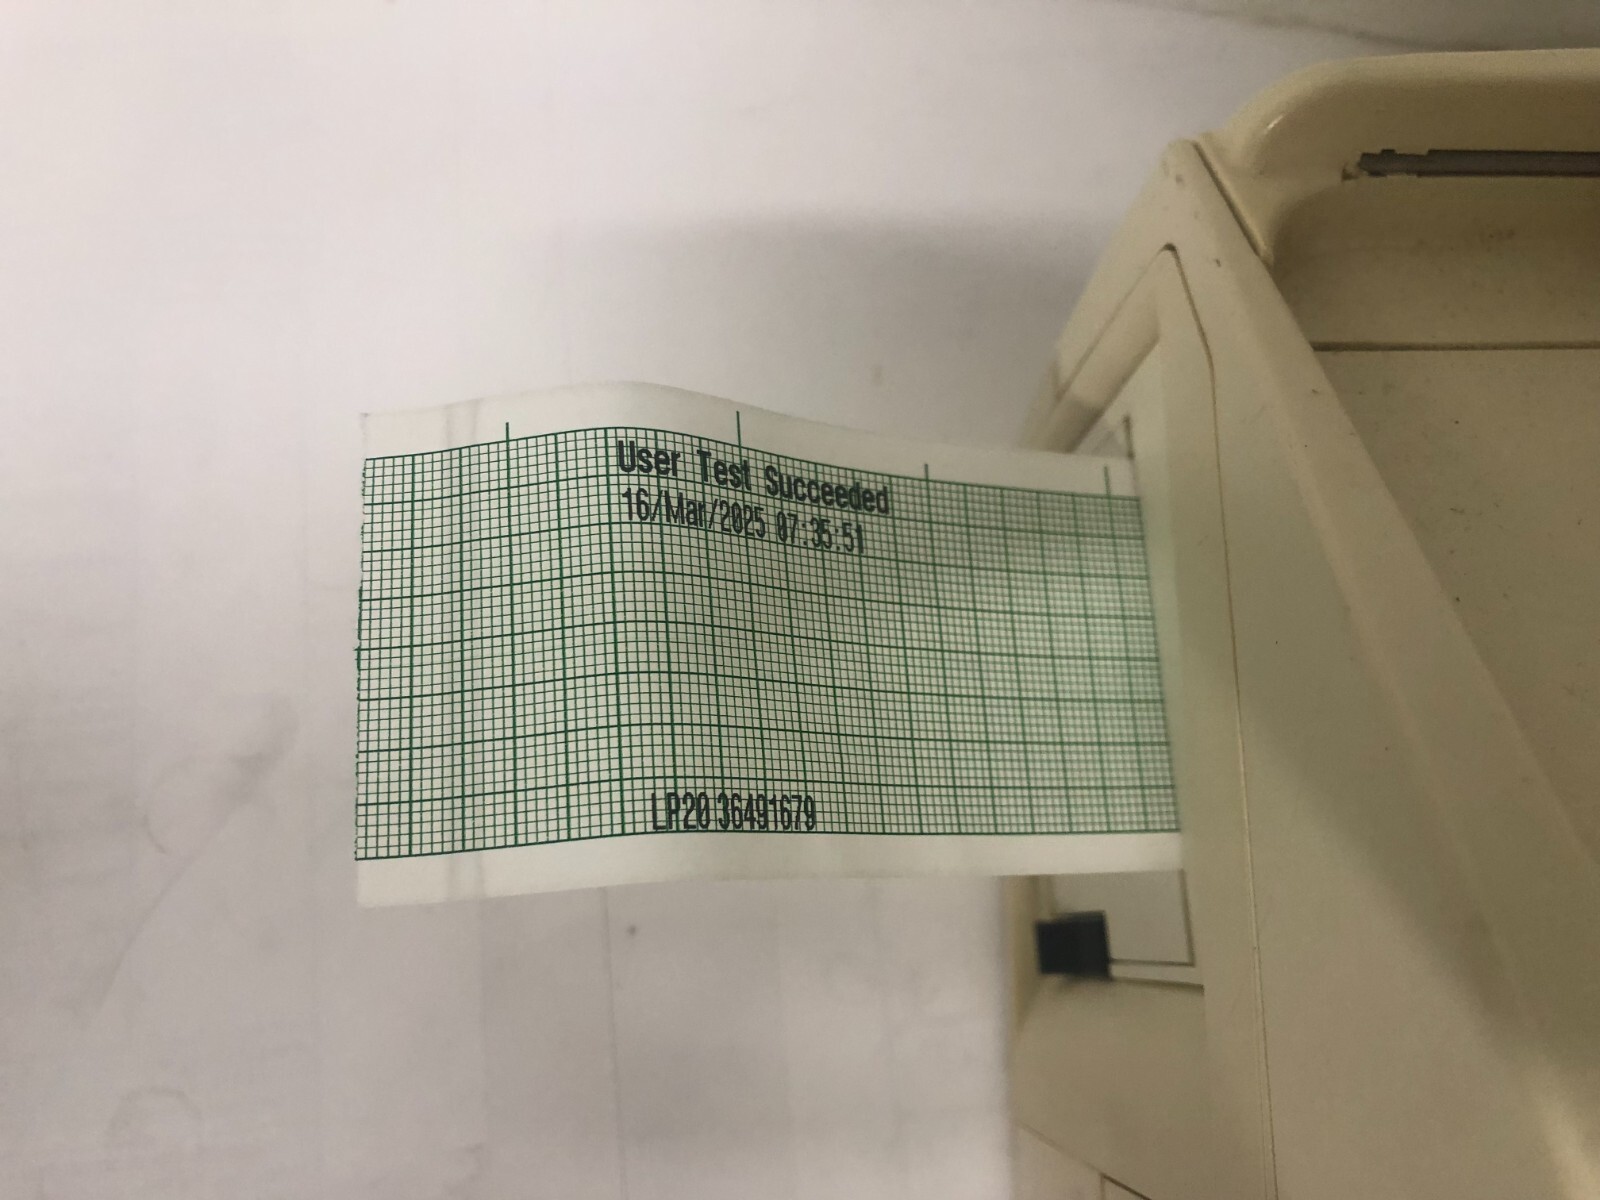 User Test Succeeded
16/Mar/2025 07:35:51
LP20 36491679